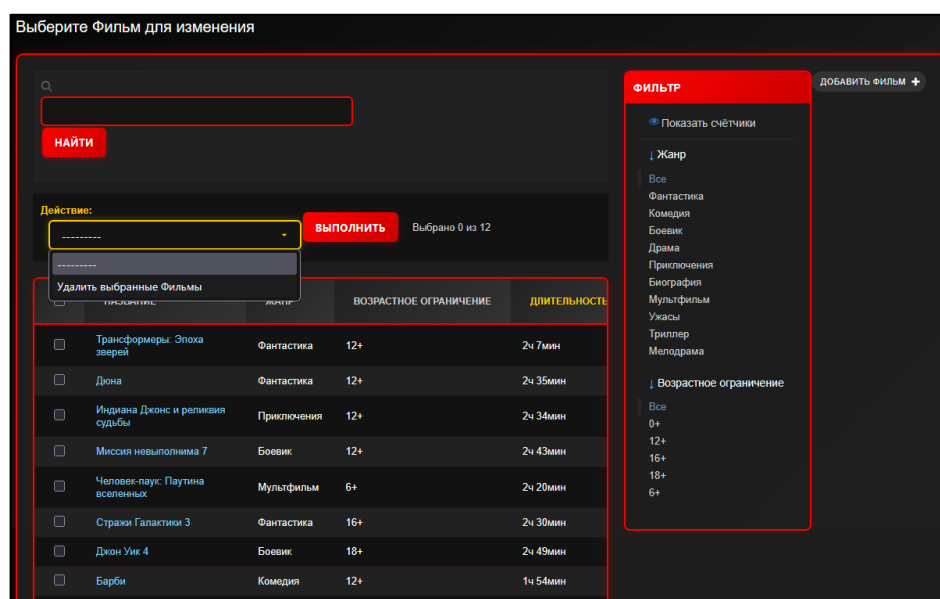 Выберите Фильм для изменения
НАЙТИ
Действие:
---------
ВЫПОЛНИТЬ
Выбрано 0 из 12
---------
Удалить выбранные Фильмы
НАЗВАНИЕ ЖАНР ВОЗРАСТНОЕ ОГРАНИЧЕНИЕ ДЛИТЕЛЬНОСТЬ
Трансформеры: Эпоха
зверей
Фантастика 12+ 2ч 7мин
Дюна Фантастика 12+ 2ч 35мин
Индиана Джонс и реликвия
судьбы
Приключения 12+ 2ч 34мин
Миссия невыполнима 7 Боевик 12+ 2ч 43мин
Человек-паук: Паутина
вселенных
Мультфильм 6+ 2ч 20мин
Стражи Галактики 3 Фантастика 16+ 2ч 30мин
Джон Уик 4 Боевик 18+ 2ч 49мин
Барби Комедия 12+ 1ч 54мин
ФИЛЬТР
Показать счётчики
↓ Жанр
Все
Фантастика
Комедия
Боевик
Драма
Приключения
Биография
Мультфильм
Ужасы
Триллер
Мелодрама
↓ Возрастное ограничение
Все
0+
12+
16+
18+
6+
ДОБАВИТЬ ФИЛЬМ +